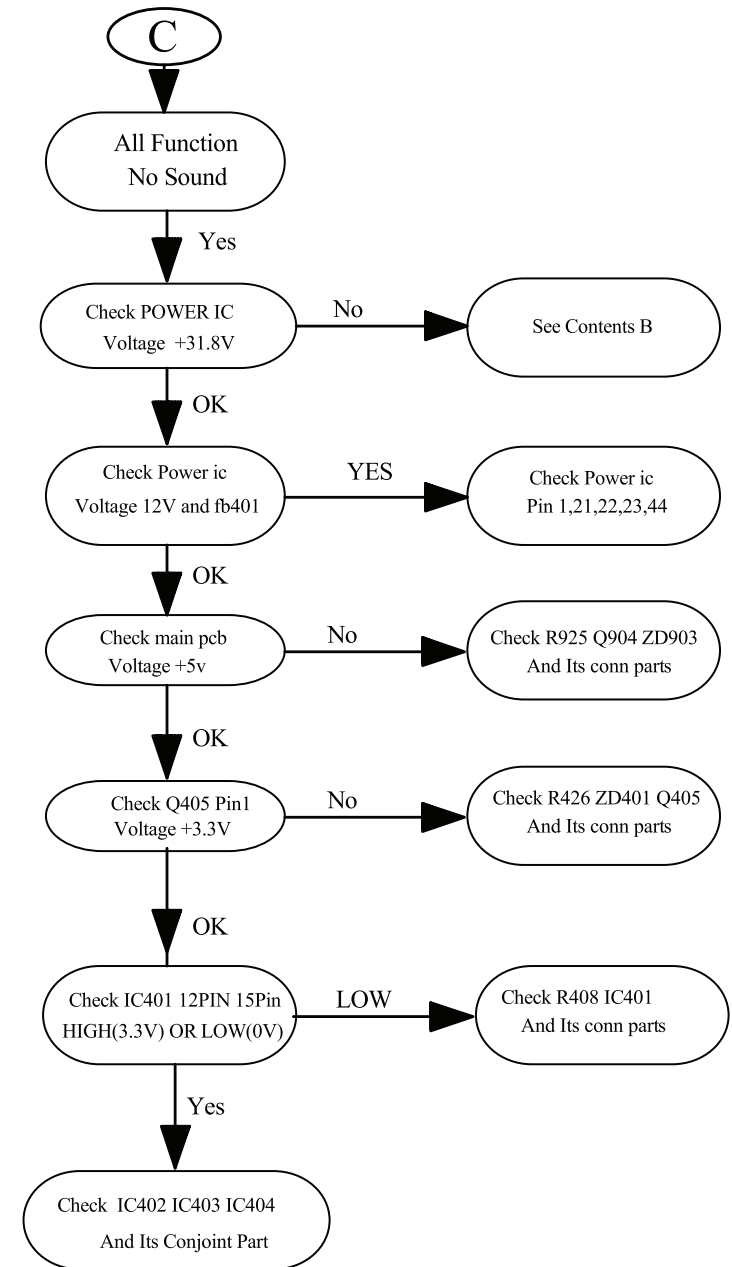 C
All Function
No Sound
Yes
Check POWER IC
Voltage +31.8V
No
See Contents B
OK
Check Power ic
Voltage 12V and fb401
YES
Check Power ic
Pin 1,21,22,23,44
OK
Check main pcb
Voltage +5v
No
Check R925 Q904 ZD903
And Its conn parts
OK
Check Q405 Pin1
Voltage +3.3V
No
Check R426 ZD401 Q405
And Its conn parts
OK
Check IC401 12PIN 15Pin
HIGH(3.3V) OR LOW(0V)
LOW
Check R408 IC401
And Its conn parts
Yes
Check IC402 IC403 IC404
And Its Conjoint Part